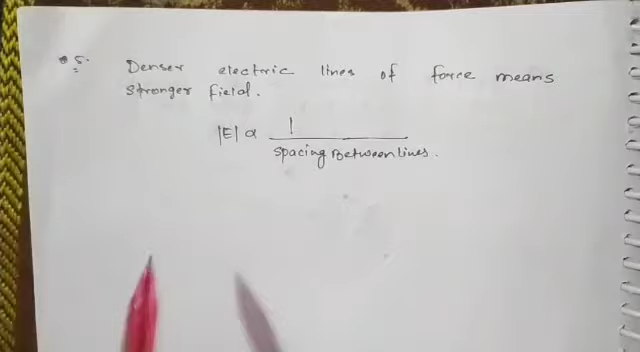 5.
Denser electric lines of force means
stronger field.
|E| ∝ 1
spacing Between lines.